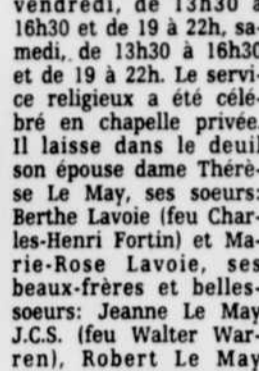 vendredi, de 13h30 à
16h30 et de 19 à 22h, sa-
medi, de 13h30 à 16h30
et de 19 à 22h. Le servi-
ce religieux a été célé-
bré en chapelle privée.
Il laisse dans le deuil
son épouse dame Thérè-
se Le May, ses soeurs:
Berthe Lavoie (feu Char-
les-Henri Fortin) et Ma-
rie-Rose Lavoie, ses
beaux-frères et belles-
soeurs: Jeanne Le May
J.C.S. (feu Walter War-
ren), Robert Le May